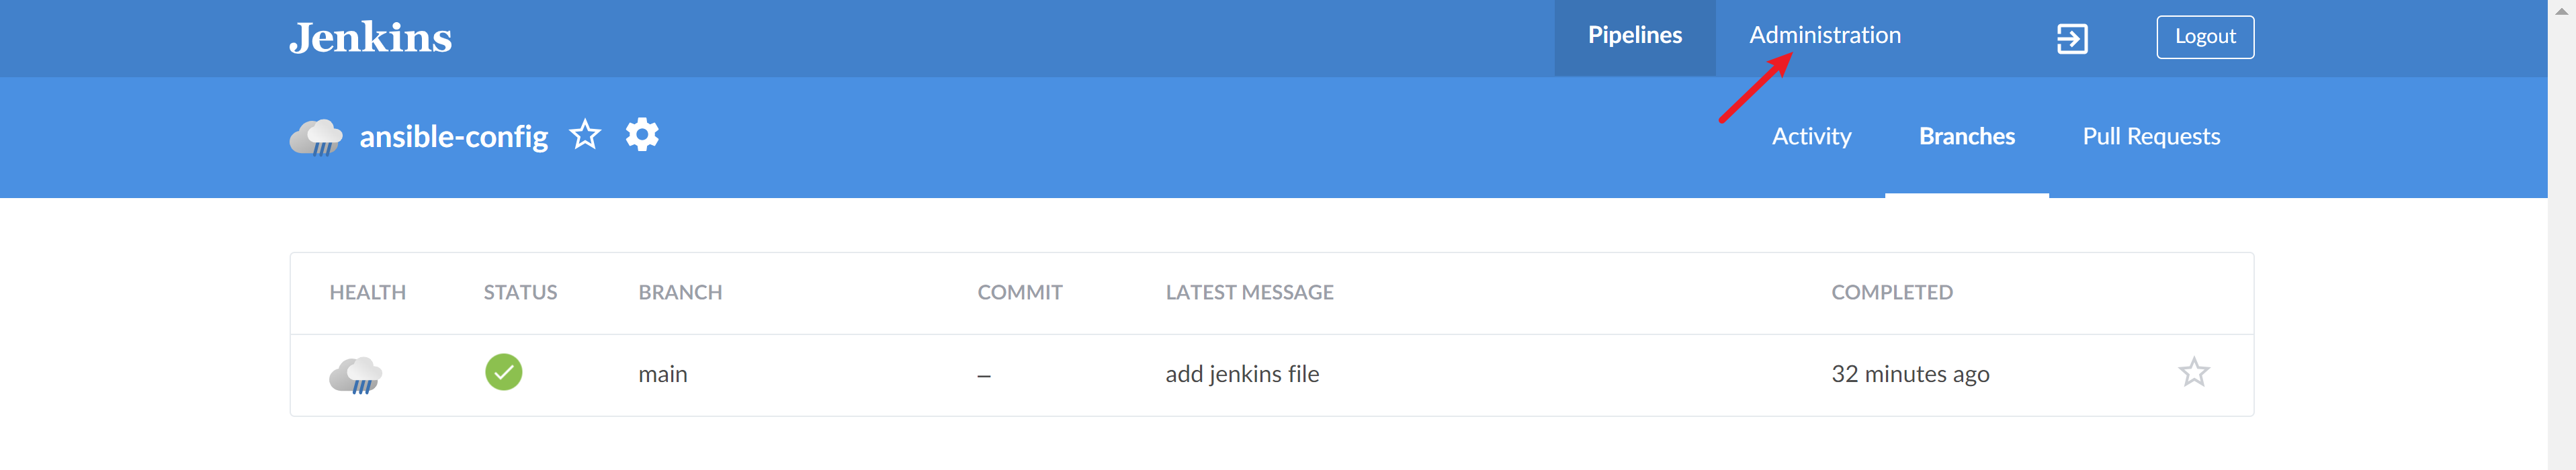 Jenkins Pipelines Administration Logout
ansible-config Activity Branches Pull Requests
HEALTH STATUS BRANCH COMMIT LATEST MESSAGE COMPLETED
main – add jenkins file 32 minutes ago